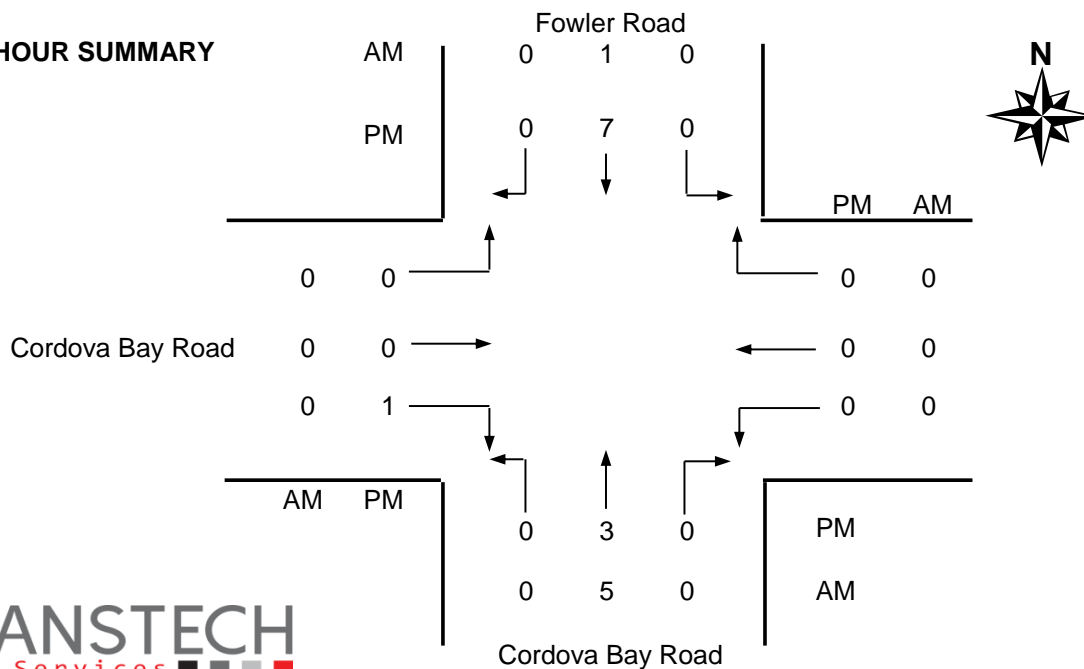 Fowler Road
HOUR SUMMARY AM 0 1 0 N
PM 0 7 0
PM AM
0 0 0 0
Cordova Bay Road 0 0 0 0
0 1 0 0
AM PM
0 3 0 PM
0 5 0 AM
ANSTECH
Services
Cordova Bay Road